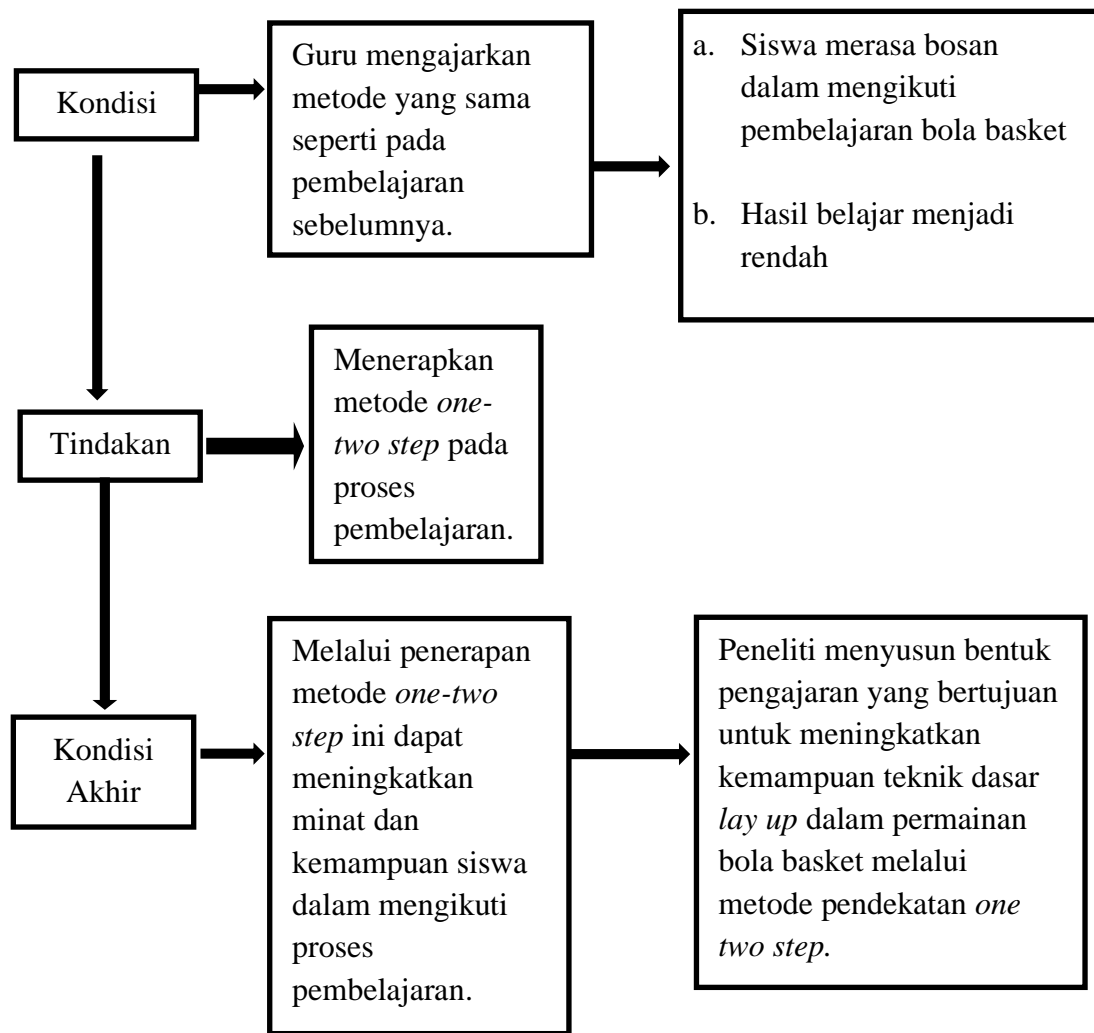 Kondisi
Guru mengajarkan
metode yang sama
seperti pada
pembelajaran
sebelumnya.
a. Siswa merasa bosan
dalam mengikuti
pembelajaran bola basket
b. Hasil belajar menjadi
rendah
Tindakan
Menerapkan
metode one-
two step pada
proses
pembelajaran.
Kondisi
Akhir
Melalui penerapan
metode one-two
step ini dapat
meningkatkan
minat dan
kemampuan siswa
dalam mengikuti
proses
pembelajaran.
Peneliti menyusun bentuk
pengajaran yang bertujuan
untuk meningkatkan
kemampuan teknik dasar
lay up dalam permainan
bola basket melalui
metode pendekatan one
two step.